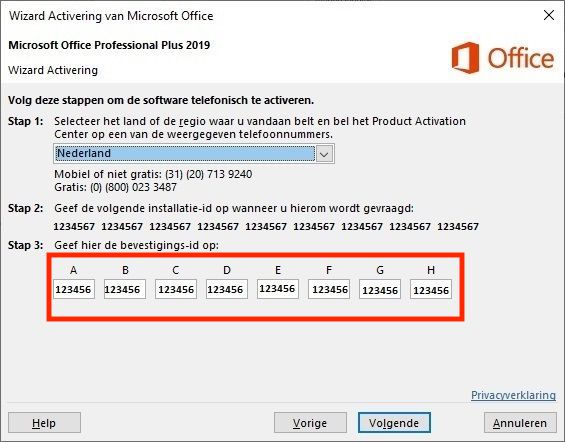 Wizard Activering van Microsoft Office
Microsoft Office Professional Plus 2019
Wizard Activering
Office
Volg deze stappen om de software telefonisch te activeren.
Stap 1: Selecteer het land of de regio waar u vandaan belt en bel het Product Activation
Center op een van de weergegeven telefoonnummers.
Nederland
Mobiel of niet gratis: (31) (20) 713 9240
Gratis: (0) (800) 023 3487
Stap 2: Geef de volgende installatie-id op wanneer u hierom wordt gevraagd:
1234567 1234567 1234567 1234567 1234567 1234567 1234567 1234567
Stap 3: Geef hier de bevestigings-id op:
A B C D E F G H
123456 123456 123456 123456 123456 123456 123456 123456
Privacyverklaring
Help Vorige Volgende Annuleren